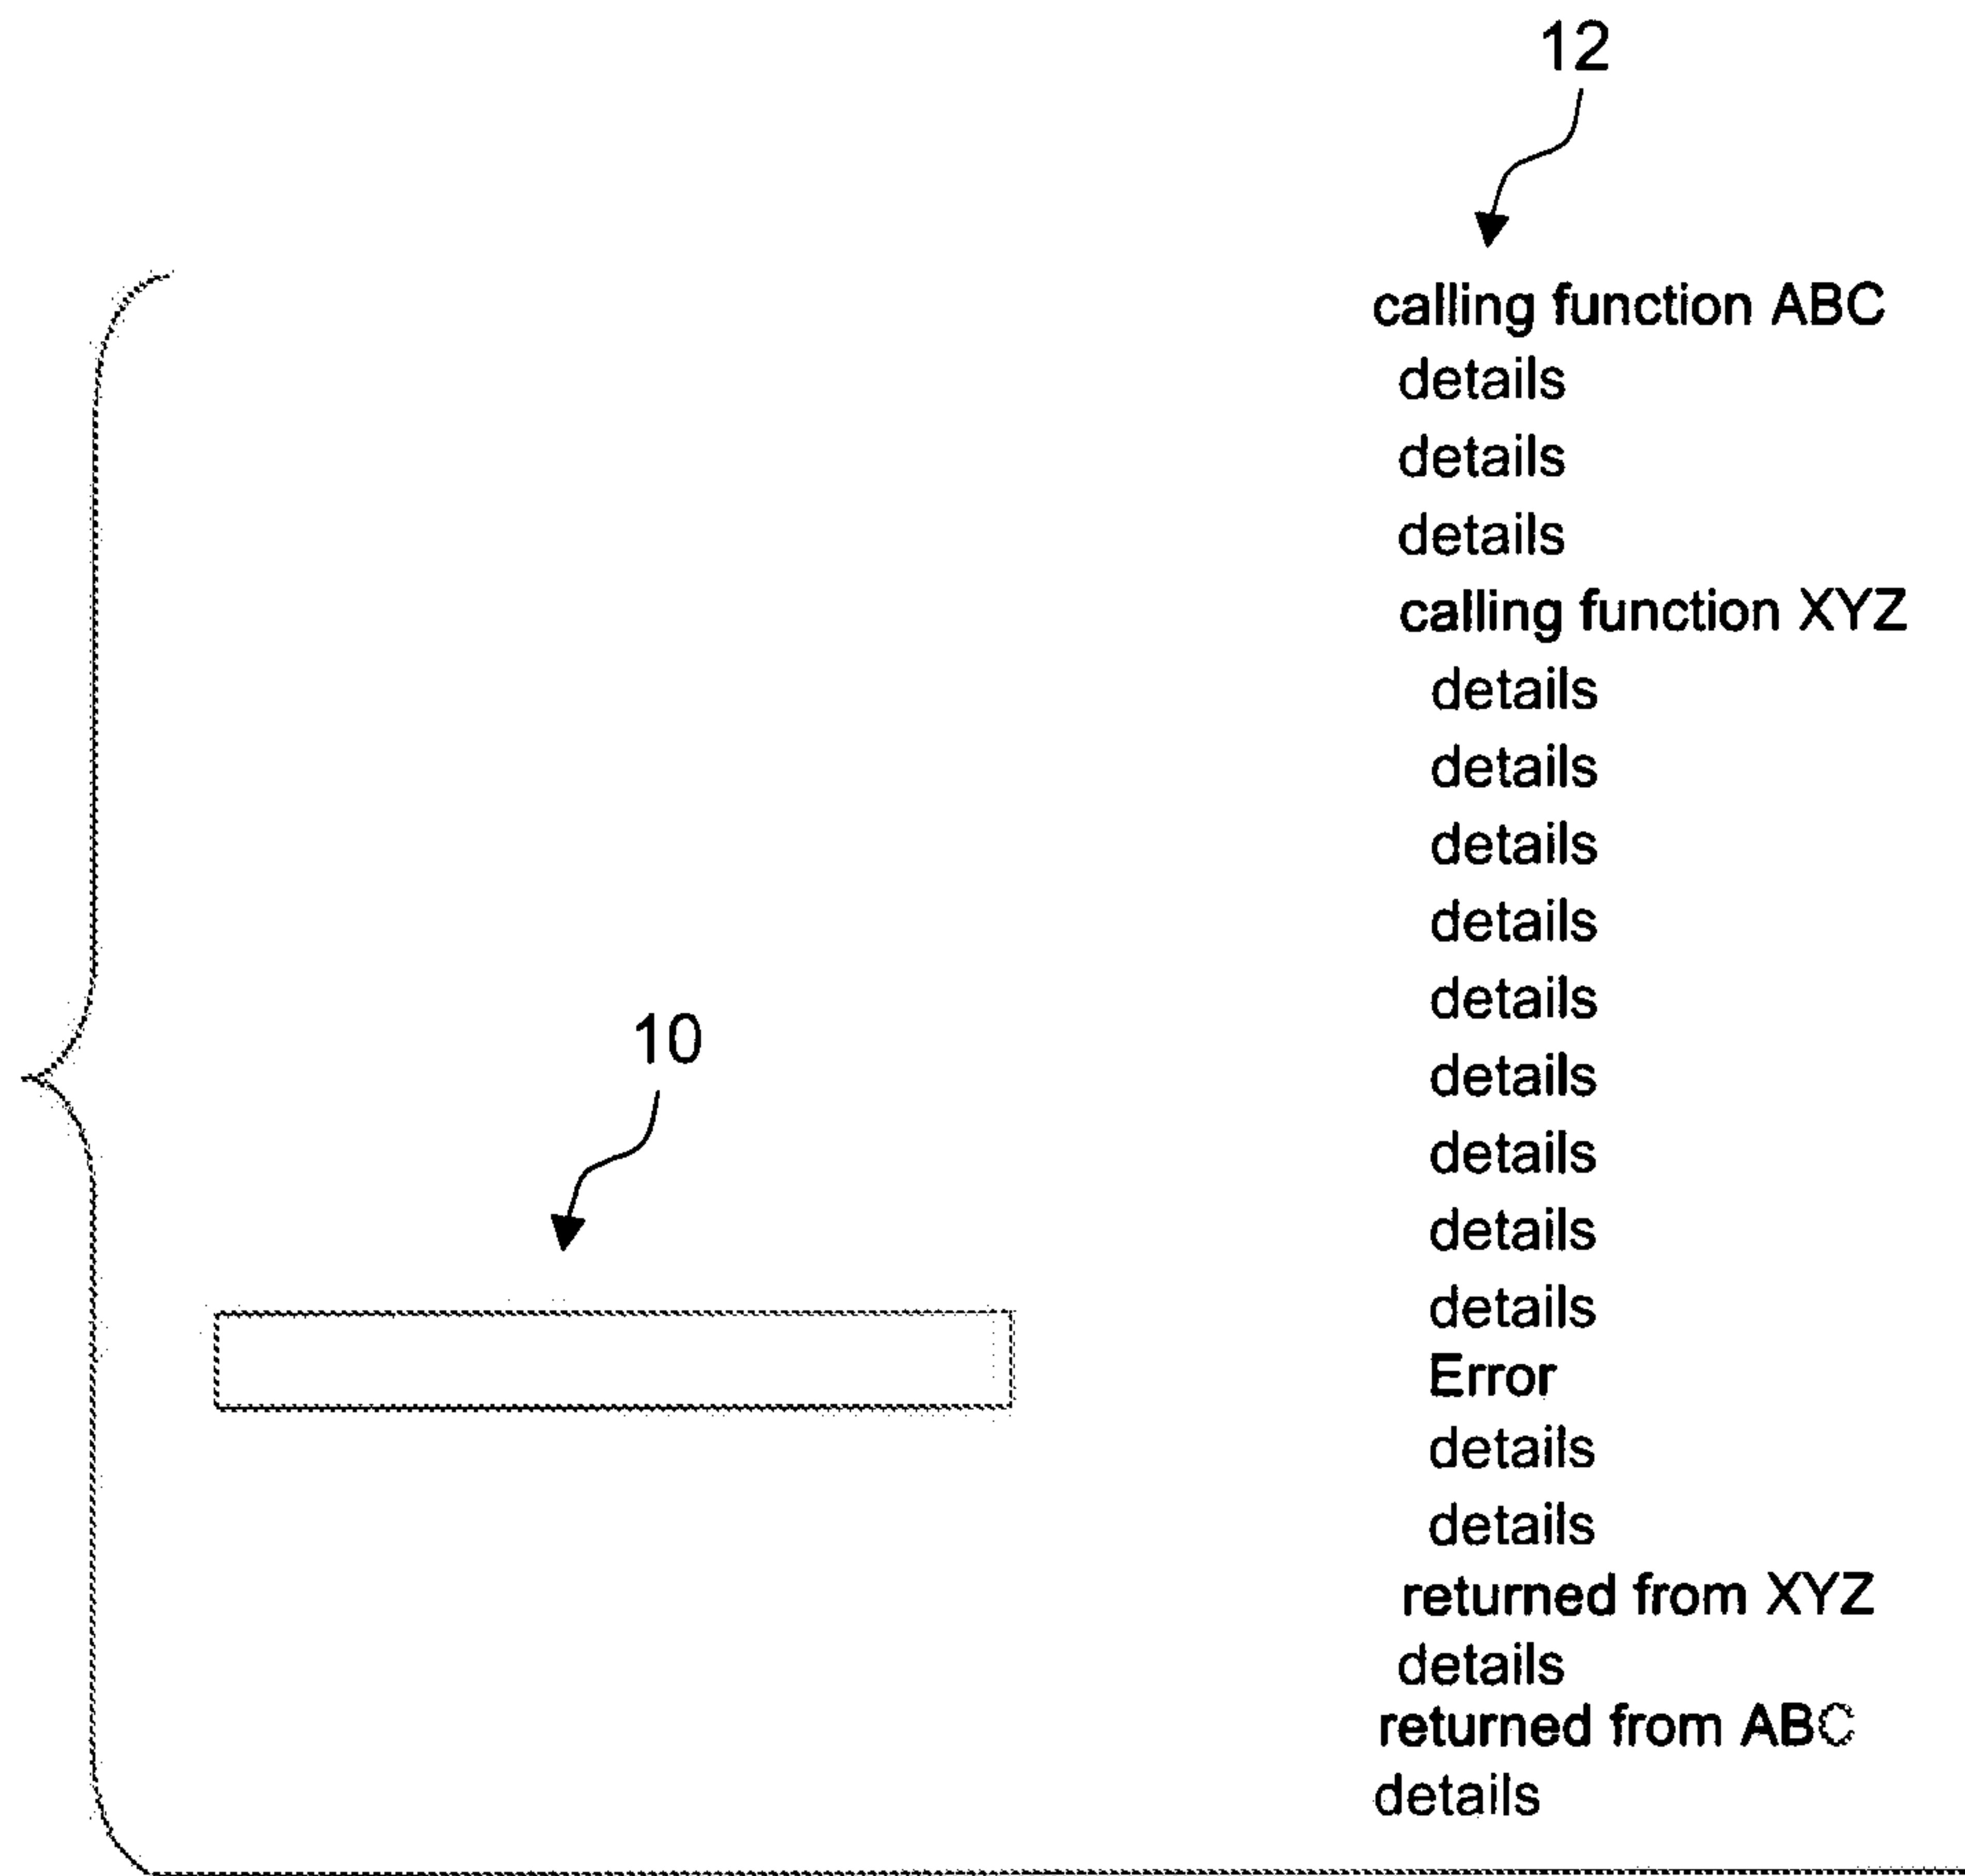 12
calling function ABC
details
details
details
calling function XYZ
details
details
details
details
details
details
details
details
details
10
Error
details
details
returned from XYZ
details
returned from ABC
details